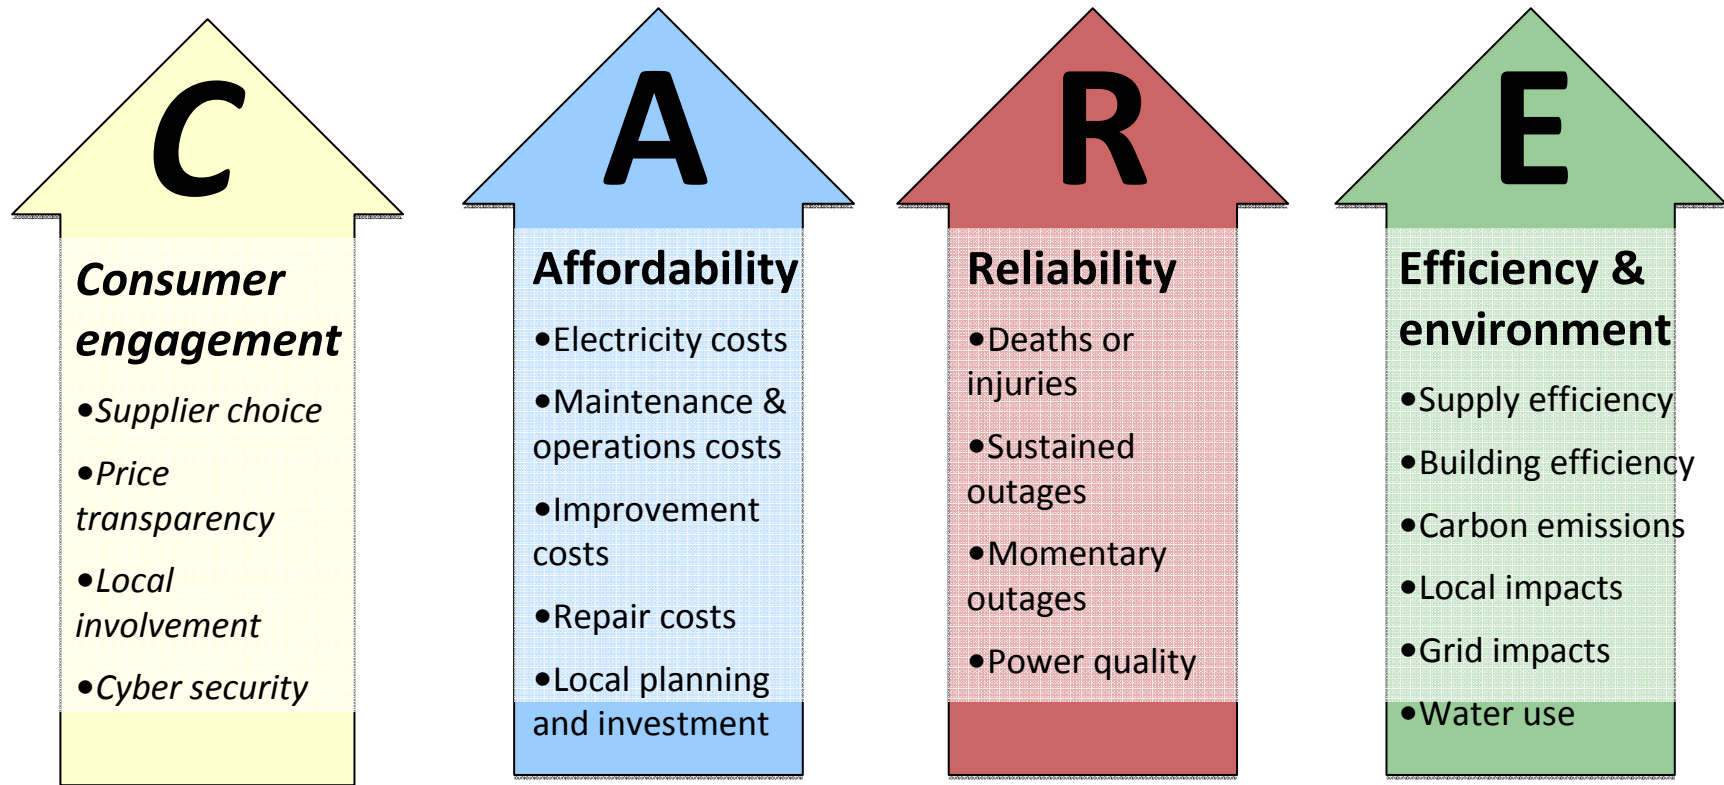 C
Consumer
engagement
•Supplier choice
•Price
transparency
•Local
involvement
•Cyber security
A
Affordability
•Electricity costs
•Maintenance &
operations costs
•Improvement
costs
•Repair costs
•Local planning
and investment
R
Reliability
•Deaths or
injuries
•Sustained
outages
•Momentary
outages
•Power quality
E
Efficiency &
environment
•Supply efficiency
•Building efficiency
•Carbon emissions
•Local impacts
•Grid impacts
•Water use